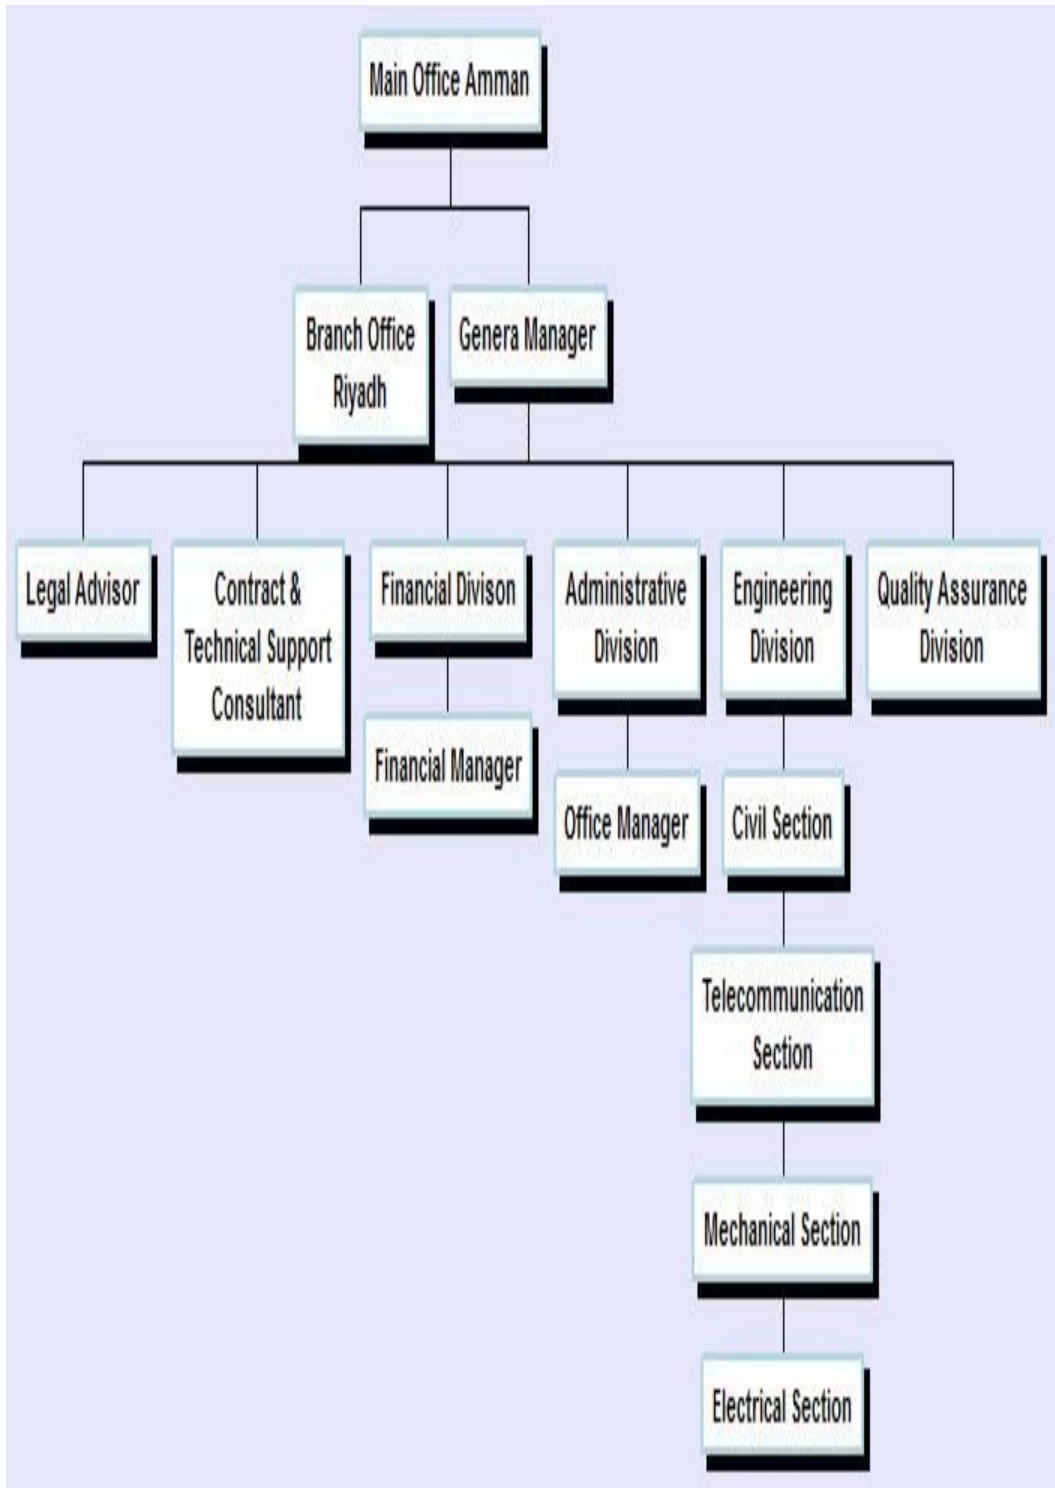 Main Office Amman
Branch Office
Riyadh
Genera Manager
Legal Advisor
Contract &
Technical Support
Consultant
Financial Divison
Administrative
Division
Engineering
Division
Quality Assurance
Division
Financial Manager
Office Manager
Civil Section
Telecommunication
Section
Mechanical Section
Electrical Section